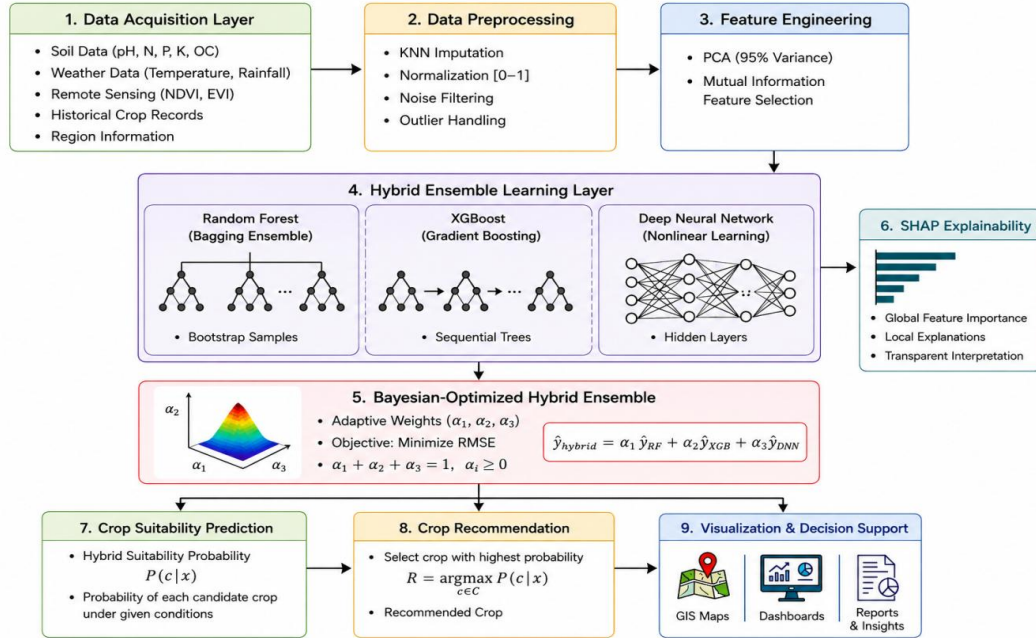 1. Data Acquisition Layer
• Soil Data (pH, N, P, K, OC)
• Weather Data (Temperature, Rainfall)
• Remote Sensing (NDVI, EVI)
• Historical Crop Records
• Region Information
2. Data Preprocessing
• KNN Imputation
• Normalization [0–1]
• Noise Filtering
• Outlier Handling
3. Feature Engineering
• PCA (95% Variance)
• Mutual Information
Feature Selection
4. Hybrid Ensemble Learning Layer
Random Forest
(Bagging Ensemble)
...
• Bootstrap Samples
XGBoost
(Gradient Boosting)
...
• Sequential Trees
Deep Neural Network
(Nonlinear Learning)
• Hidden Layers
6. SHAP Explainability
• Global Feature Importance
• Local Explanations
• Transparent Interpretation
5. Bayesian-Optimized Hybrid Ensemble
α₂
α₁
α₃
• Adaptive Weights (α₁, α₂, α₃)
• Objective: Minimize RMSE
• α₁ + α₂ + α₃ = 1, αᵢ ≥ 0
ŷ_hybrid = α₁ ŷ_RF + α₂ŷ_XGB + α₃ŷ_DNN
7. Crop Suitability Prediction
• Hybrid Suitability Probability
P(c|x)
• Probability of each candidate crop
under given conditions
8. Crop Recommendation
• Select crop with highest probability
R = argmax P(c|x)
c∈C
• Recommended Crop
9. Visualization & Decision Support
GIS Maps
Dashboards
Reports
& Insights